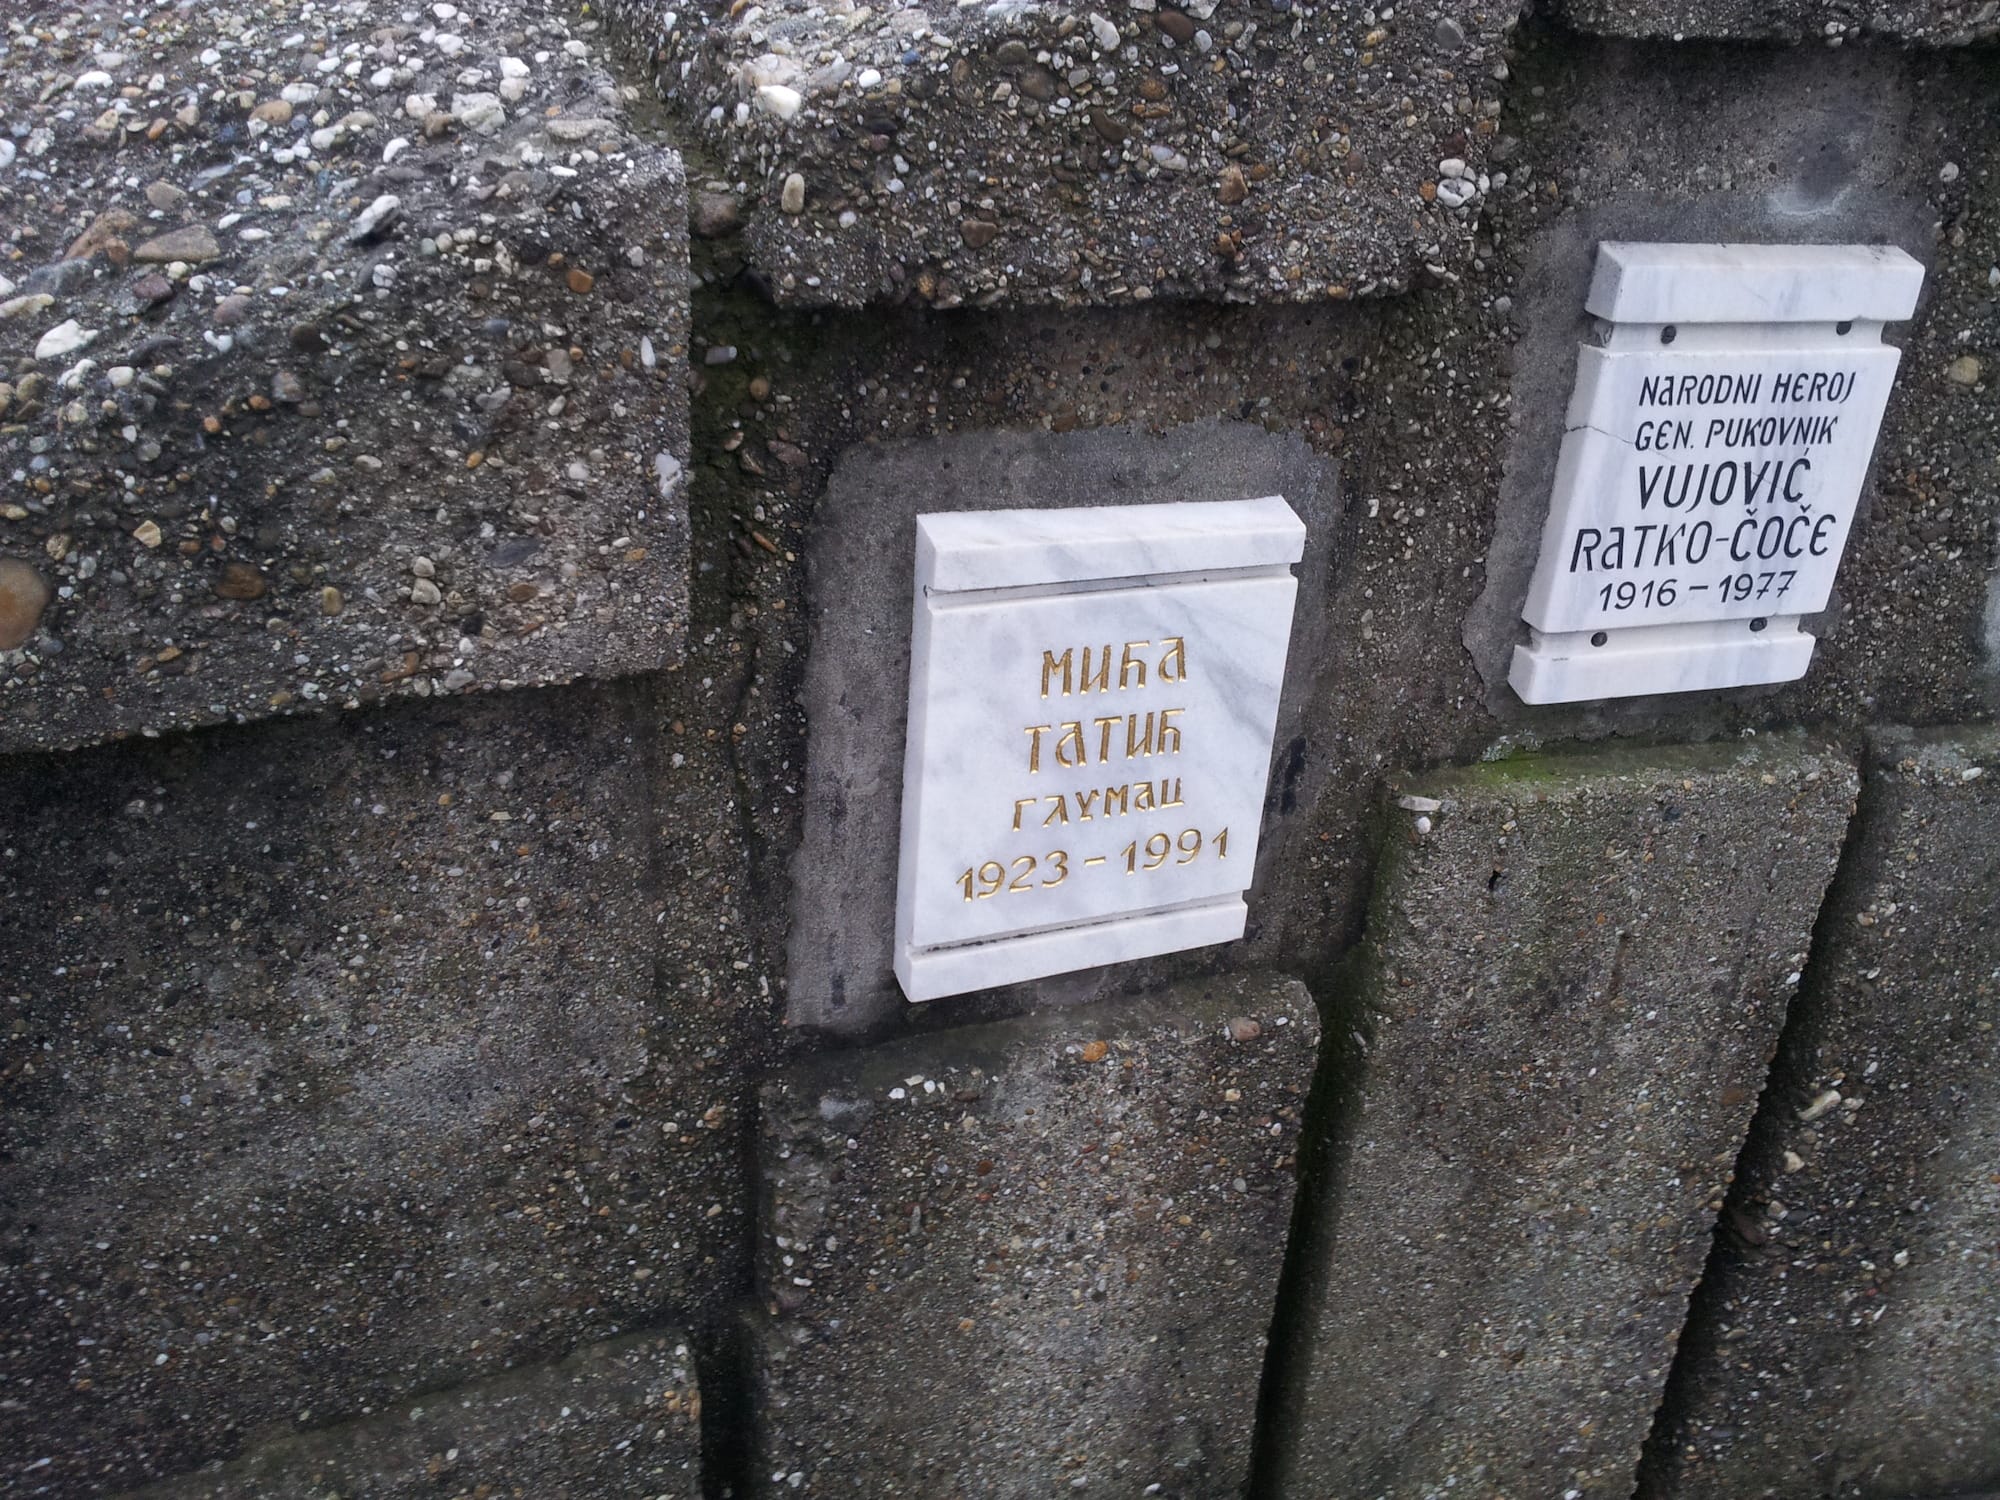 МИЋА
ТАТИЋ
ГЛУМАЦ
1923 – 1991
NARODNI HEROJ
GEN. PUKOVNIK
VUJOVIĆ
RATKO-ČOČE
1916 – 1977